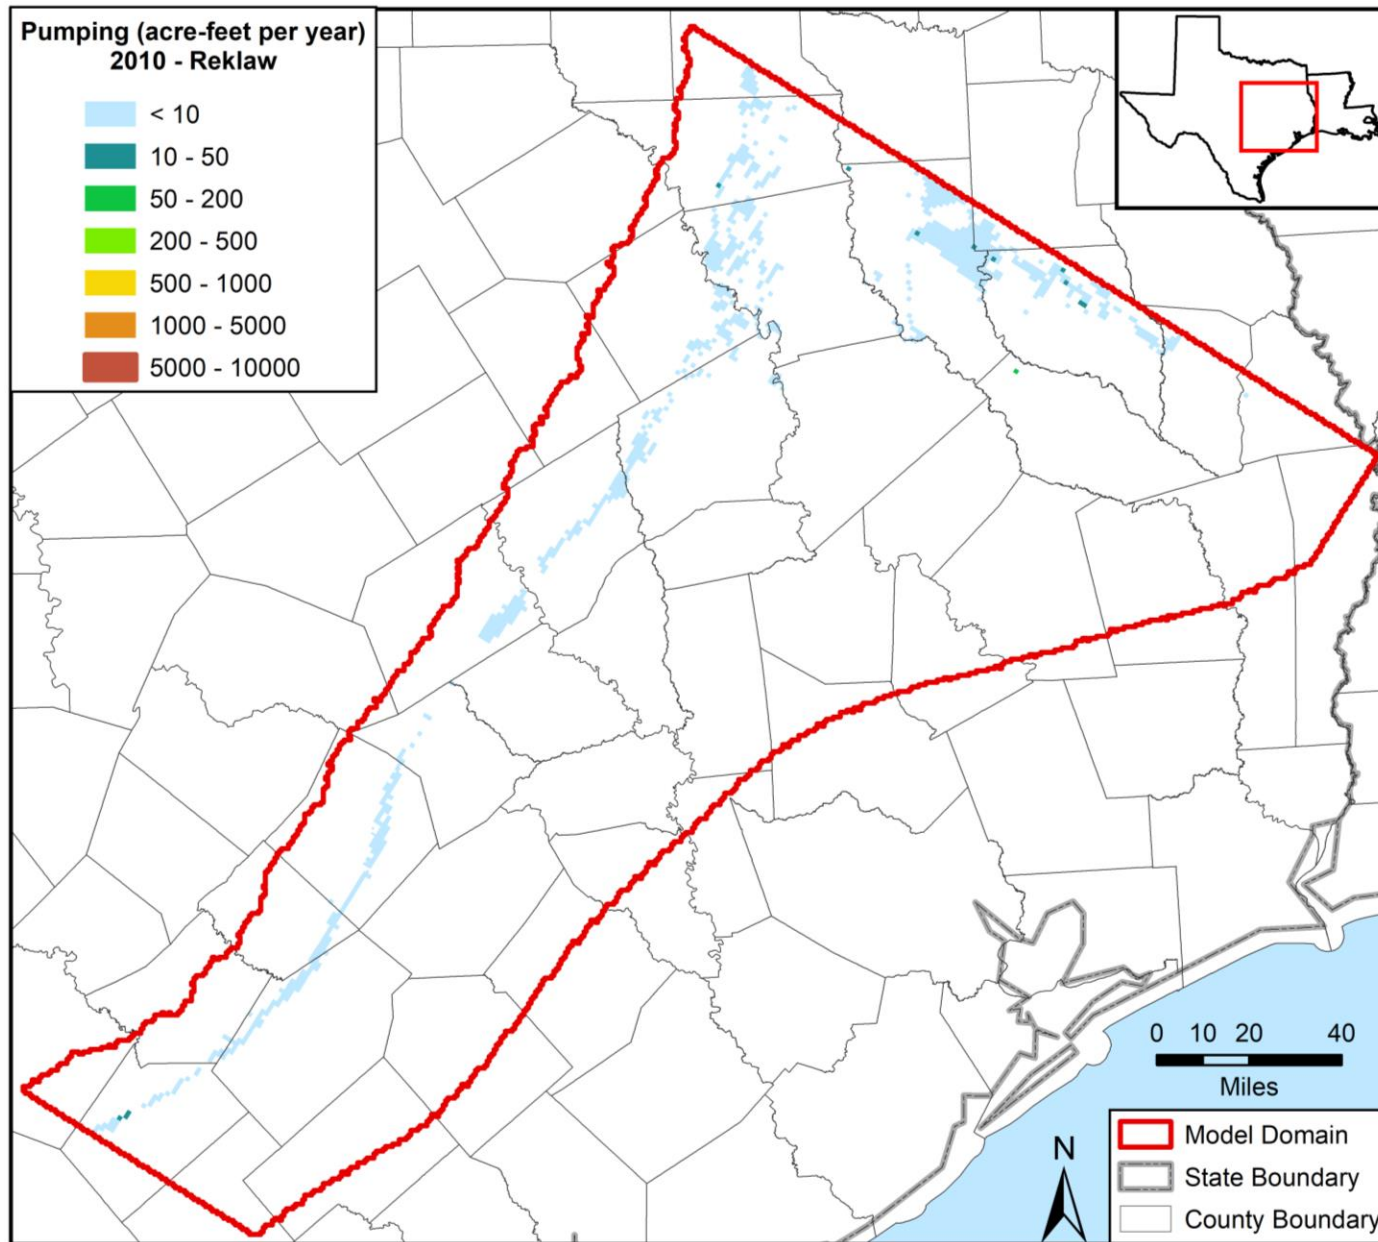 Pumping (acre-feet per year)
2010 - Reklaw
< 10
10 - 50
50 - 200
200 - 500
500 - 1000
1000 - 5000
5000 - 10000
0 10 20 40
Miles
N
Model Domain
State Boundary
County Boundary